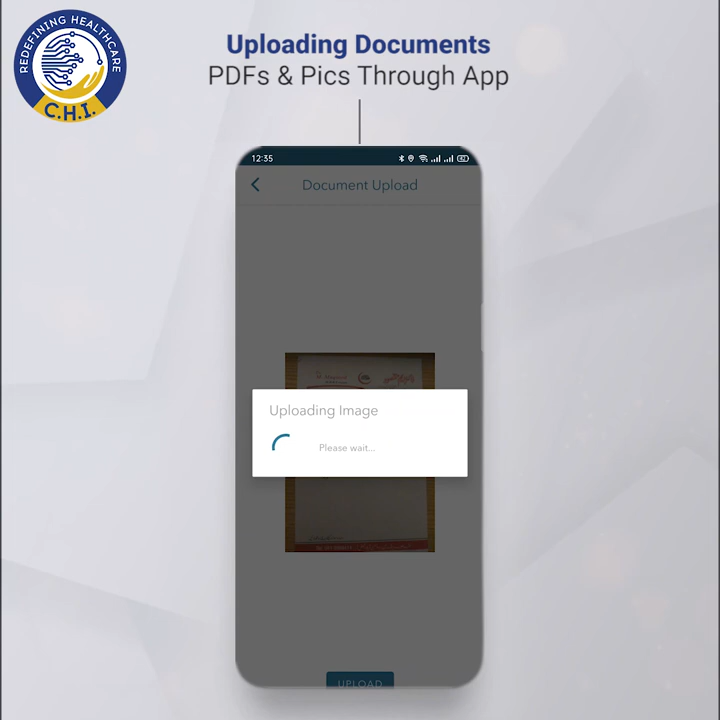 REDEFINING HEALTHCARE
C.H.I.
Uploading Documents
PDFs & Pics Through App
12:35
Document Upload
Uploading Image
Please wait...
UPLOAD